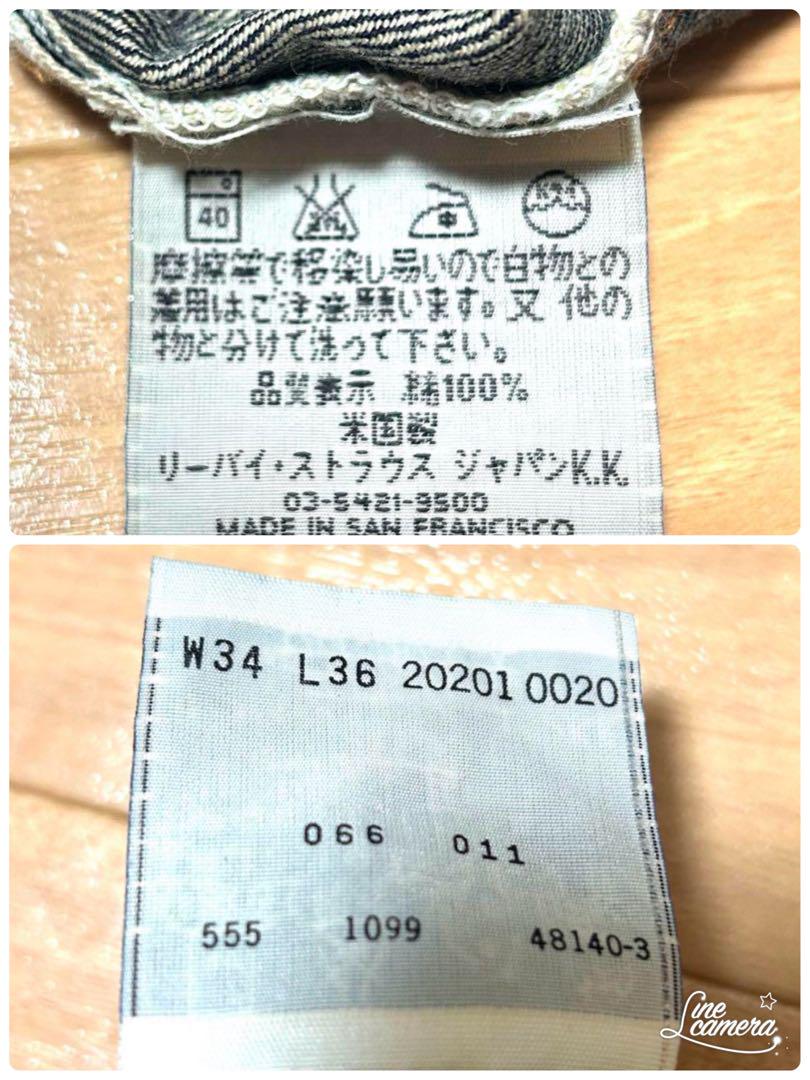 40
中
摩擦等で移染し易いので白物との
着用はご注意願います。又 他の
物と分けて洗って下さい。
品質表示 綿100%
米国製
リーバイ・ストラウス ジャパンK.K.
03-5421-9500
MADE IN SAN FRANCISCO
W34 L36 20201 0020
066 011
555 1099 48140-3
Line camera